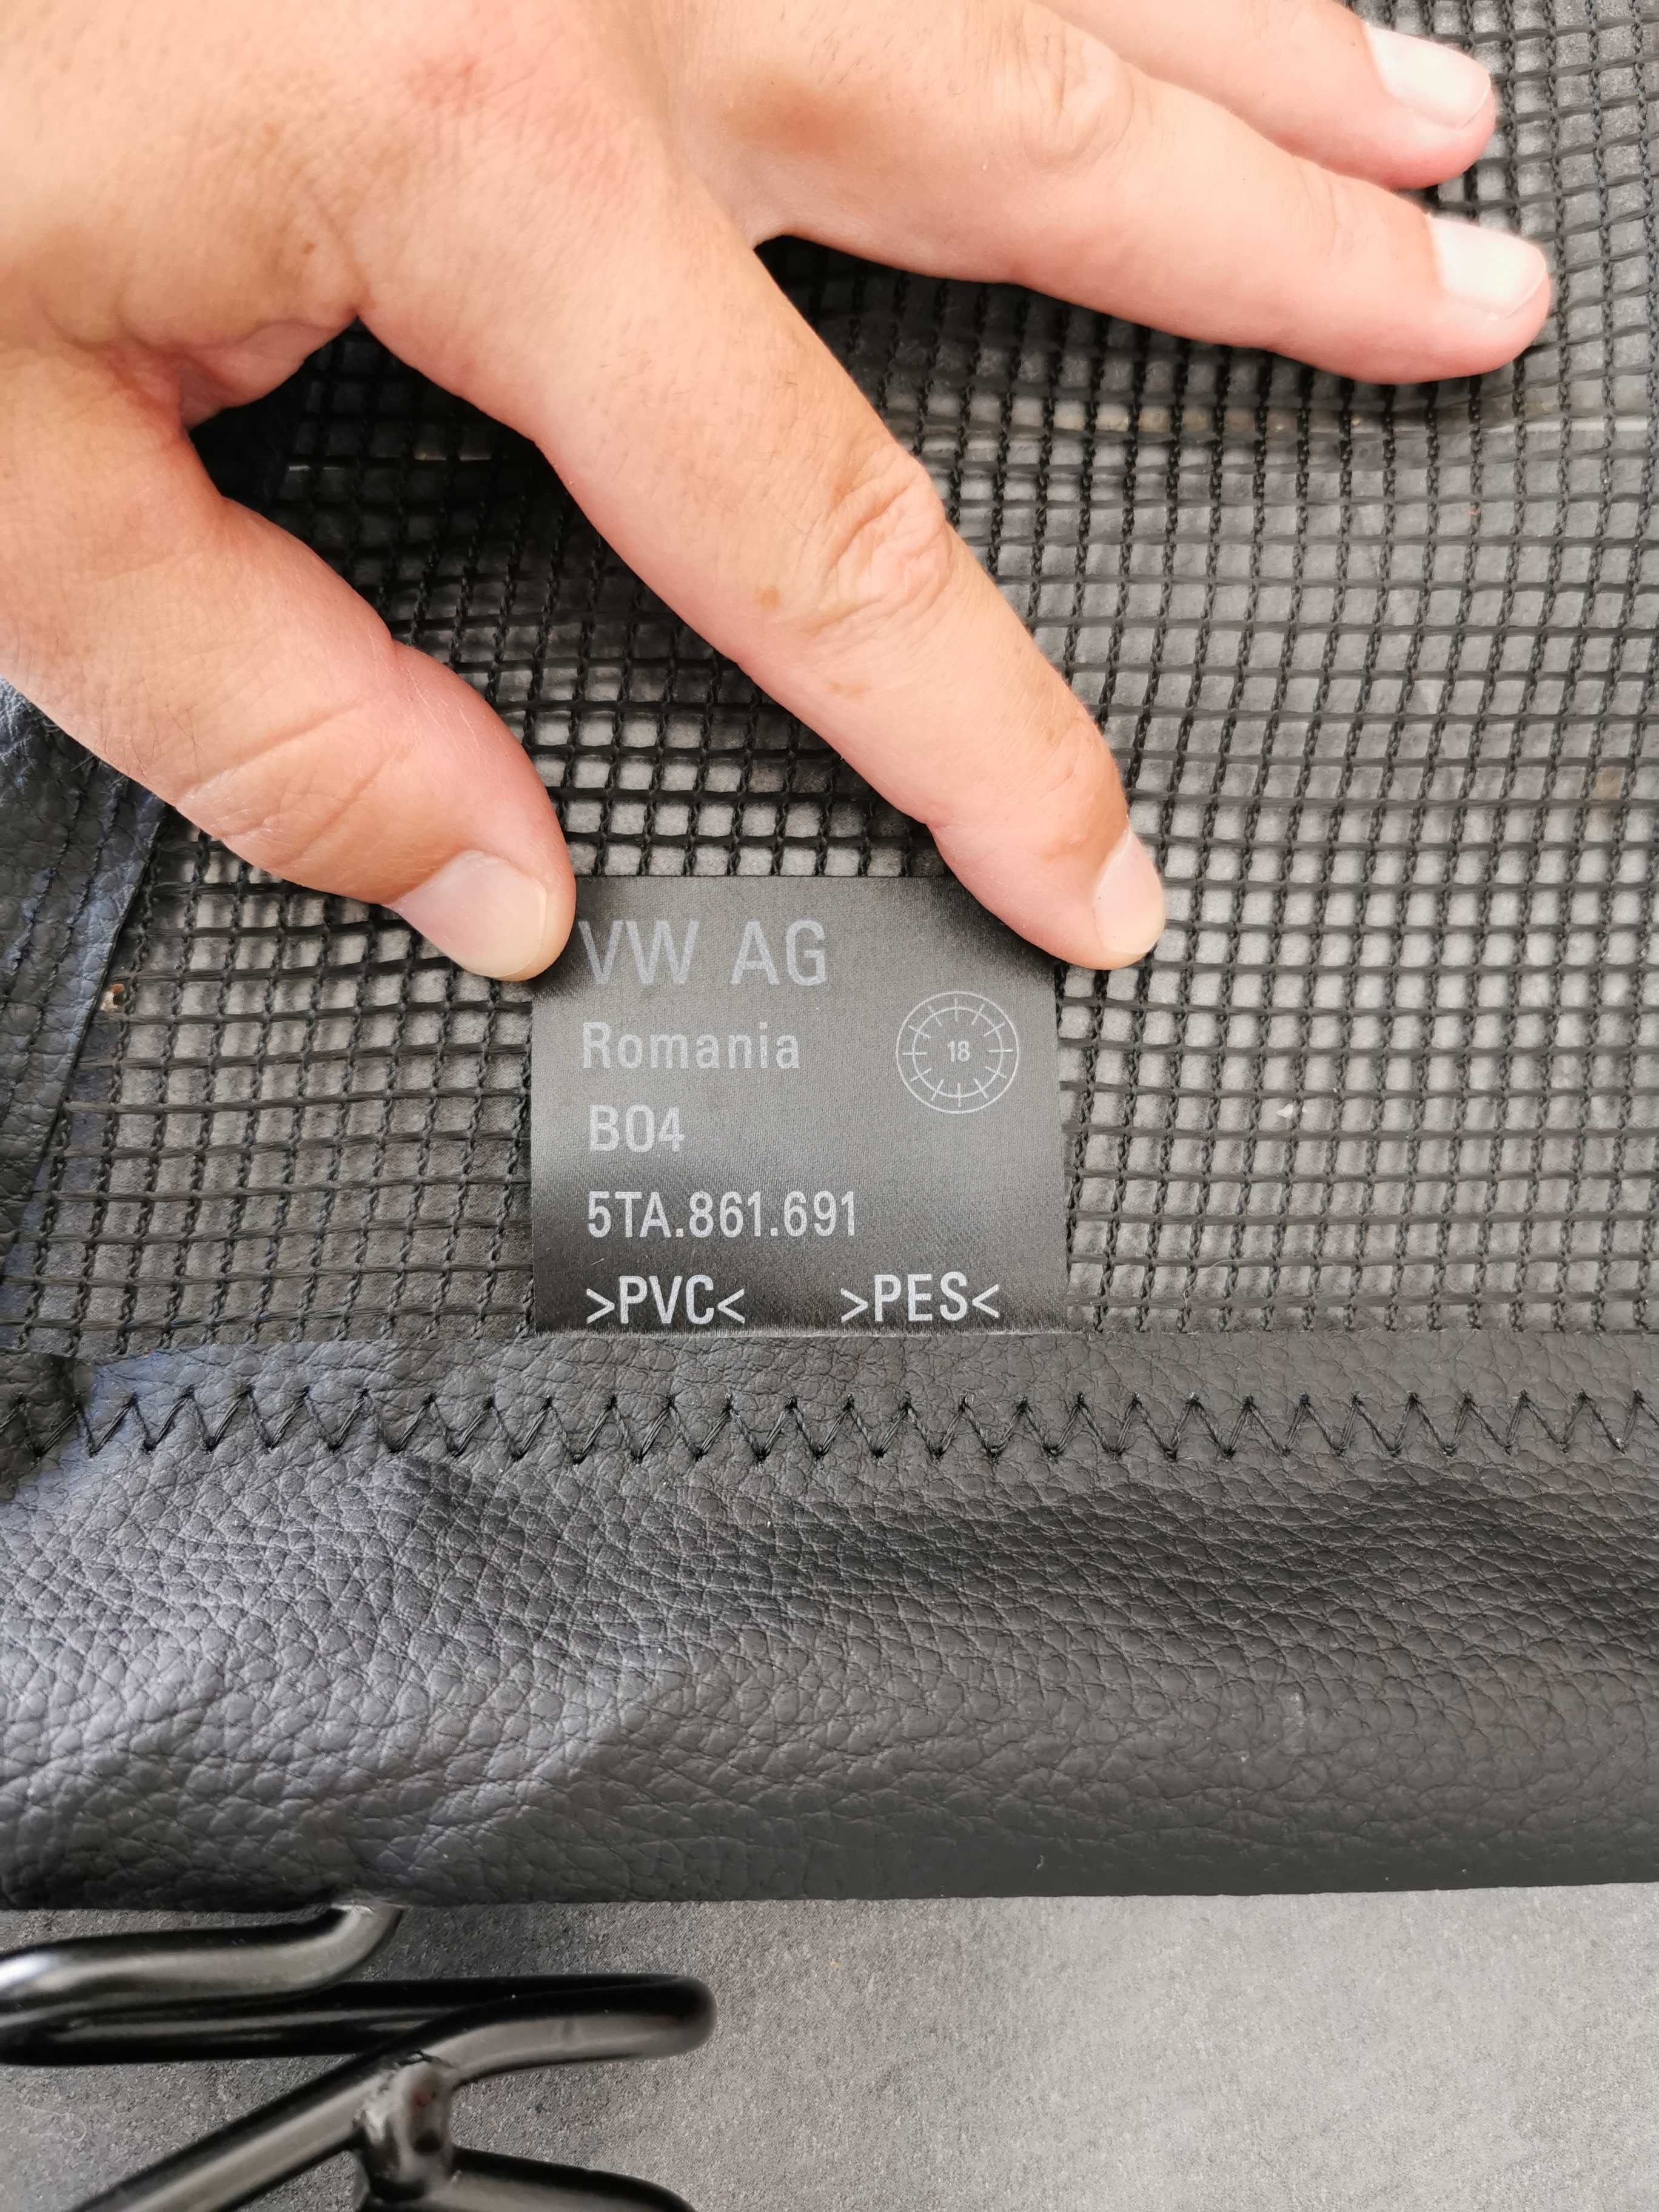 VW AG
Romania
18
B04
5TA.861.691
>PVC< >PES<